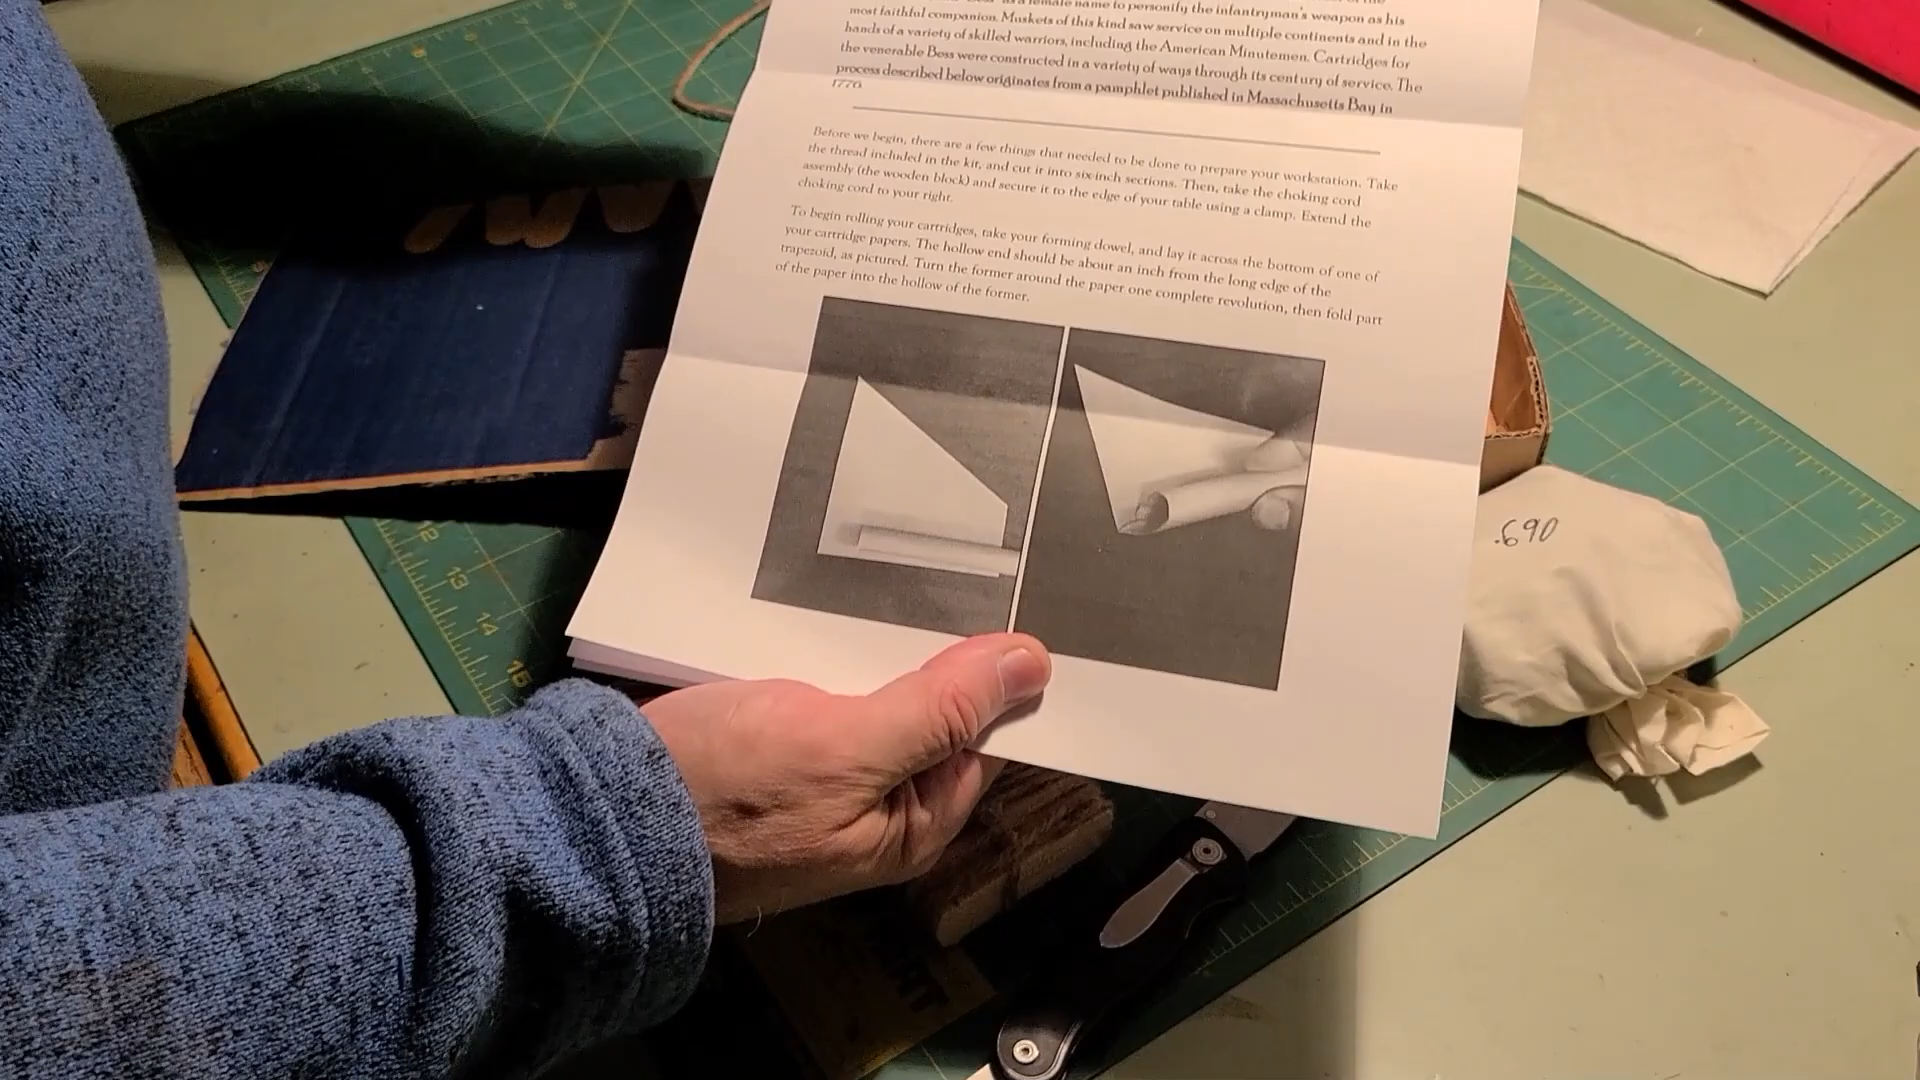 as a female name to personify the infantryman's weapon as his
most faithful companion. Muskets of this kind saw service on multiple continents and in the
hands of a variety of skilled warriors, including the American Minutemen. Cartridges for
the venerable Bess were constructed in a variety of ways through its century of service. The
process described below originates from a pamphlet published in Massachusetts Bay in
1776.
Before we begin, there are a few things that needed to be done to prepare your workstation. Take
the thread included in the kit, and cut it into six-inch sections. Then, take the choking cord
assembly (the wooden block) and secure it to the edge of your table using a clamp. Extend the
choking cord to your right.
To begin rolling your cartridges, take your forming dowel, and lay it across the bottom of one of
your cartridge papers. The hollow end should be about an inch from the long edge of the
trapezoid, as pictured. Turn the former around the paper one complete revolution, then fold part
of the paper into the hollow of the former.
.690
12
13
14
15